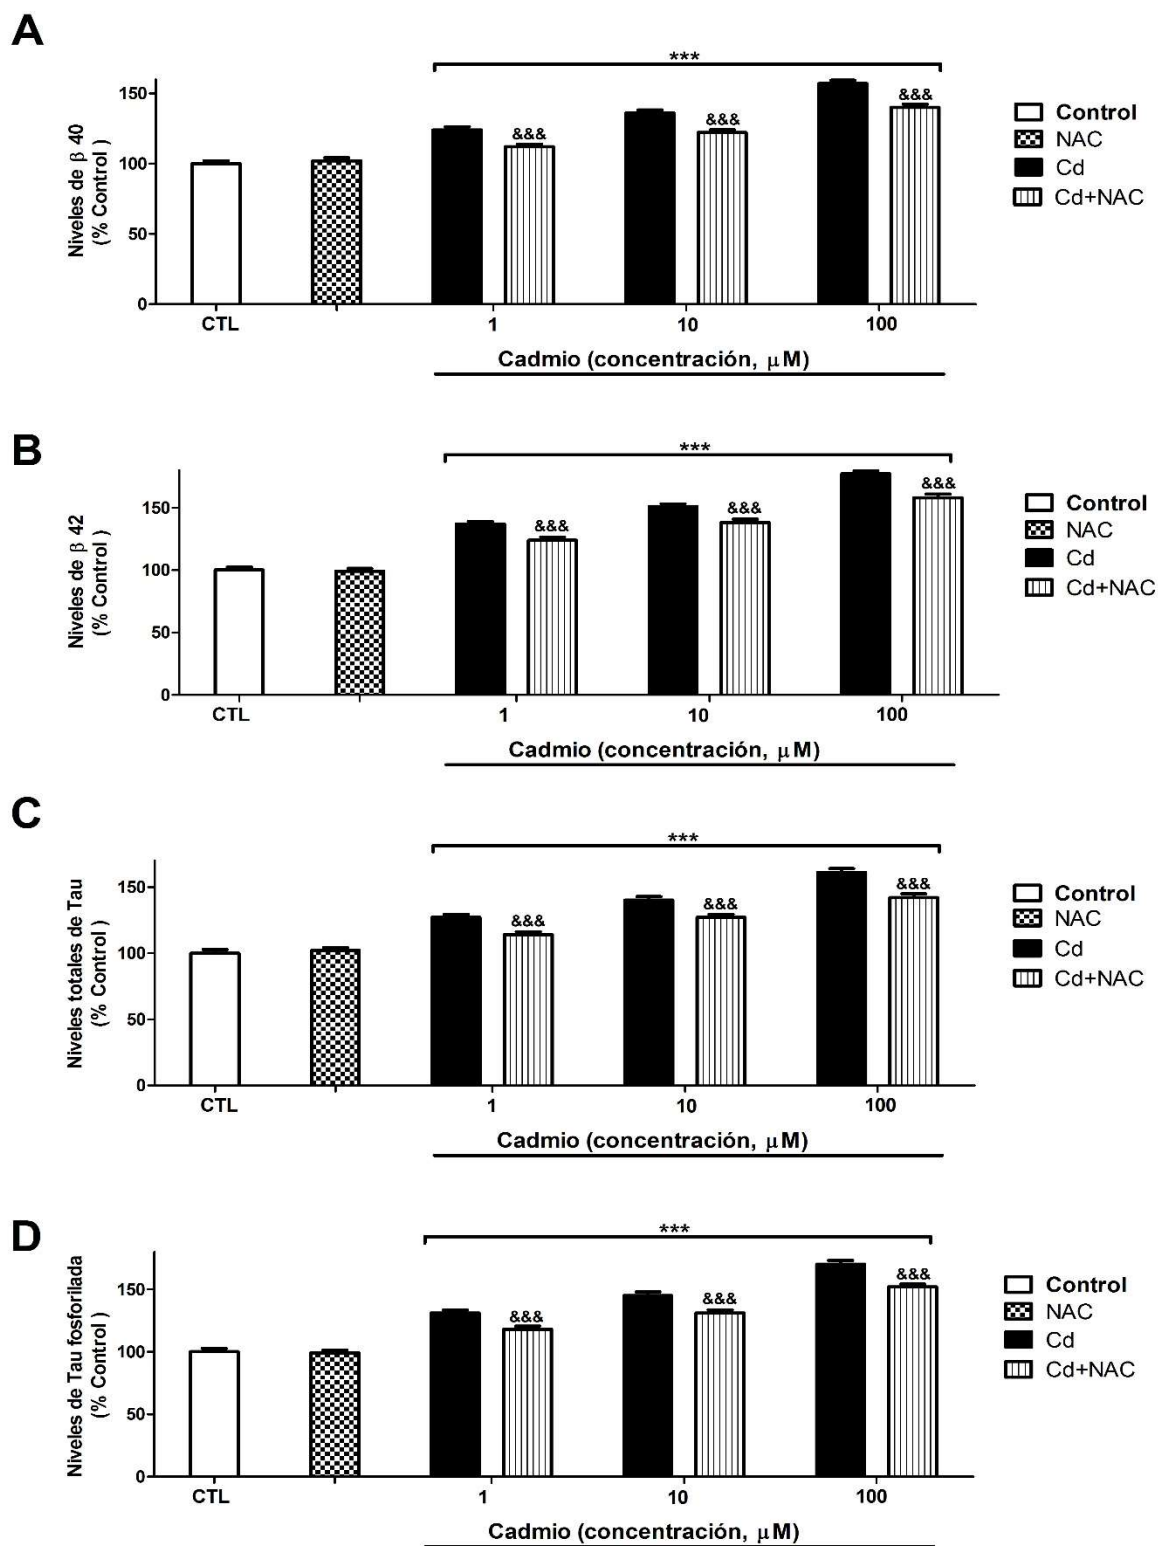 A
***
Niveles de β 40
(% Control )
150
100
50
0
&&&
&&&
&&&
CTL
1
10
100
Cadmio (concentración, μM)
Control
NAC
Cd
Cd+NAC
B
***
Niveles de β 42
(% Control )
150
100
50
0
&&&
&&&
&&&
CTL
1
10
100
Cadmio (concentración, μM)
Control
NAC
Cd
Cd+NAC
C
***
Niveles totales de Tau
(% Control )
150
100
50
0
&&&
&&&
&&&
CTL
1
10
100
Cadmio (concentración, μM)
Control
NAC
Cd
Cd+NAC
D
***
Niveles de Tau fosforilada
(% Control )
150
100
50
0
&&&
&&&
&&&
CTL
1
10
100
Cadmio (concentración, μM)
Control
NAC
Cd
Cd+NAC